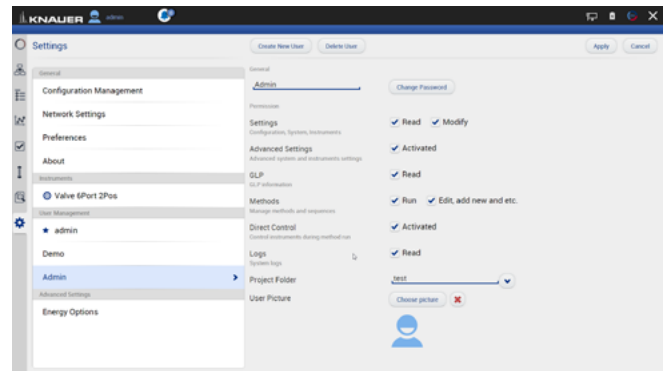 KNAUER admin
Settings Create New User Delete User Apply Cancel
General
Configuration Management
Network Settings
Preferences
About
Instruments
Valve 6Port 2Pos
User Management
admin
Demo
Admin
Advanced Settings
Energy Options
General
Admin Change Password
Permission
Settings Read Modify
Configuration, System, Instruments
Advanced Settings Activated
Advanced system and instruments settings
GLP Read
GLP information
Methods Run Edit, add new and etc.
Manage methods and sequences
Direct Control Activated
Control instruments during method run
Logs Read
System logs
Project Folder test
User Picture Choose picture